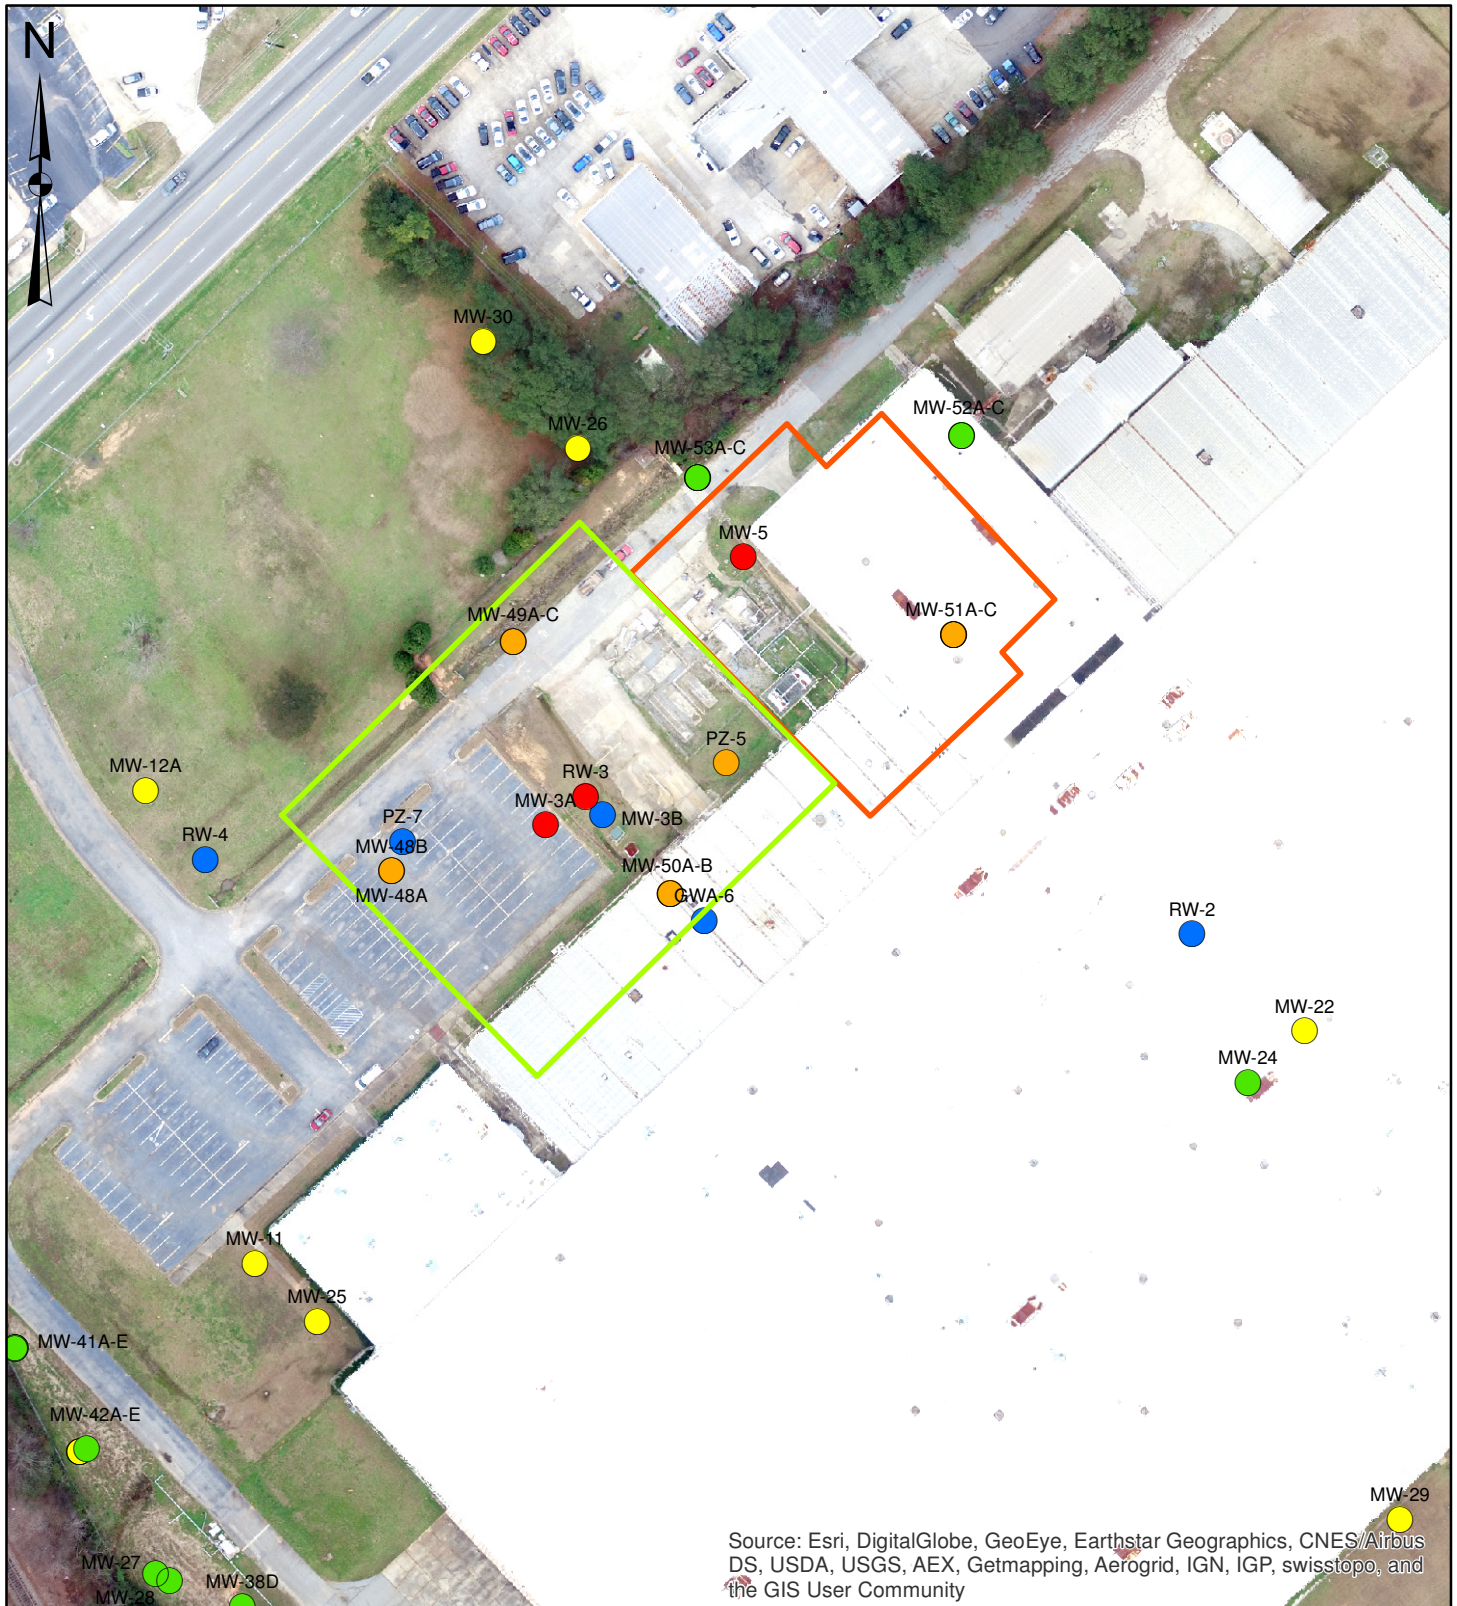 N
MW-30
MW-26
MW-52A-C
MW-53A-C
MW-5
MW-49A-C
MW-51A-C
PZ-5
MW-12A
RW-3
MW-3A
MW-3B
PZ-7
RW-4
MW-48B
MW-50A-B
MW-48A
GWA-6
RW-2
MW-22
MW-24
MW-11
MW-25
MW-41A-E
MW-42A-E
MW-29
MW-27
MW-38D
MW-28
Source: Esri, DigitalGlobe, GeoEye, Earthstar Geographics, CNES/Airbus
DS, USDA, USGS, AEX, Getmapping, Aerogrid, IGN, IGP, swisstopo, and
the GIS User Community